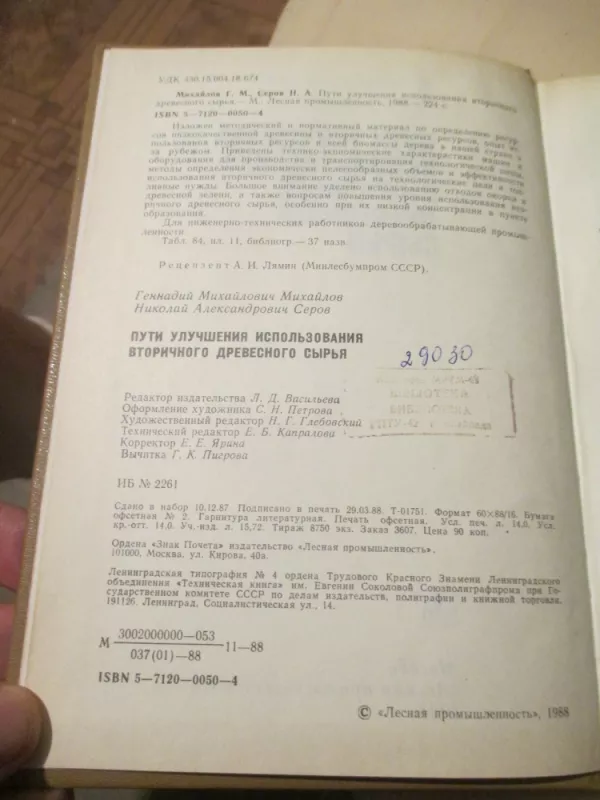 УДК 630.15.004.18.674
Михайлов Г. М., Серов Н. А. Пути улучшения использования вторичного
древесного сырья — М. Лесная промышленность, 1988. — 224 с.
ISBN 5—7120—0050—4
Изложен методический и нормативный материал по определению ресур-
сов низкокачественной древесины и вторичных древесных ресурсов, опыт ис-
пользования вторичных ресурсов и всей биомассы дерева в нашей стране и
за рубежом. Приведены технико-экономические характеристики машин и
оборудования для производства и транспортирования технологической щепы,
методы определения экономически целесообразных объемов и эффективности
использования вторичного древесного сырья на технологические цели и топ-
ливные нужды. Большое внимание уделено использованию отходов окорки и
древесной зелени, а также вопросам повышения уровня использования вто-
ричного древесного сырья, особенно при их низкой концентрации в пункте
образования.
Для инженерно-технических работников деревообрабатывающей промыш-
ленности
Табл. 84, ил. 11, библиогр.— 37 назв.
Рецензент А. И. Лямин (Минлесбумпром СССР).
Геннадий Михайлович Михайлов
Николай Александрович Серов
ПУТИ УЛУЧШЕНИЯ ИСПОЛЬЗОВАНИЯ
ВТОРИЧНОГО ДРЕВЕСНОГО СЫРЬЯ
29030
Редактор издательства Л. Д. Васильева
Оформление художника С. Н. Петрова
Художественный редактор Н. Г. Глебовский
Технический редактор Е. Б. Капралова
Корректор Е. Е. Ярина
Вычитка Г. К. Пигрова
ИБ № 2261
Сдано в набор 10.12.87 Подписано в печать 29.03.88. Т-01751. Формат 60×88/16. Бумага
офсетная № 2. Гарнитура литературная. Печать офсетная. Усл. печ. л. 14,0. Усл.
кр.-отт. 14,0. Уч.-изд. л. 15,72. Тираж 8750 экз. Заказ 3607. Цена 90 коп.
Ордена «Знак Почета» издательство «Лесная промышленность».
101000, Москва, ул. Кирова, 40а.
Ленинградская типография № 4 ордена Трудового Красного Знамени Ленинградского
объединения «Техническая книга» им. Евгении Соколовой Союзполиграфпрома при Го-
сударственном комитете СССР по делам издательств, полиграфии и книжной торговли.
191126, Ленинград, Социалистическая ул., 14.
М 3002000000—053
037(01)—88 11—88
ISBN 5—7120—0050—4
© «Лесная промышленность», 1988